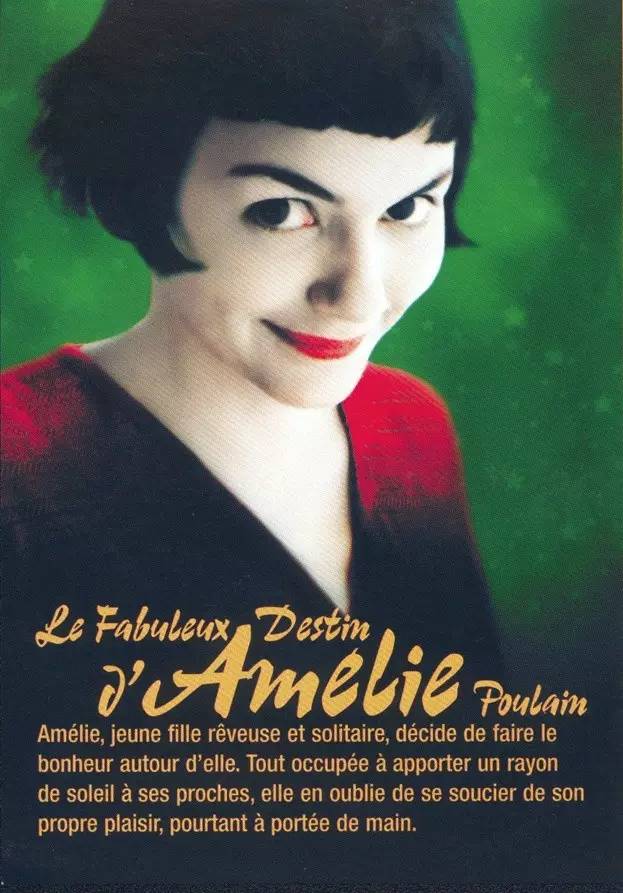 Le Fabuleux Destin
d'Amélie Poulain
Amélie, jeune fille rêveuse et solitaire, décide de faire le
bonheur autour d'elle. Tout occupée à apporter un rayon
de soleil à ses proches, elle en oublie de se soucier de son
propre plaisir, pourtant à portée de main.